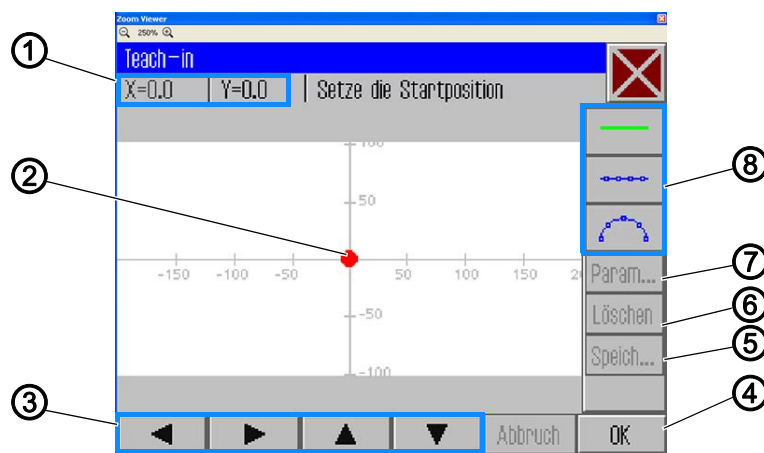 Zoom Viewer
250%
Teach-in
X=0.0 Y=0.0 Setze die Startposition
100
50
-150 -100 -50 50 100 150 2
-50
-100
Param...
Löschen
Speich...
Abbruch OK
1
2
3
8
7
6
5
4